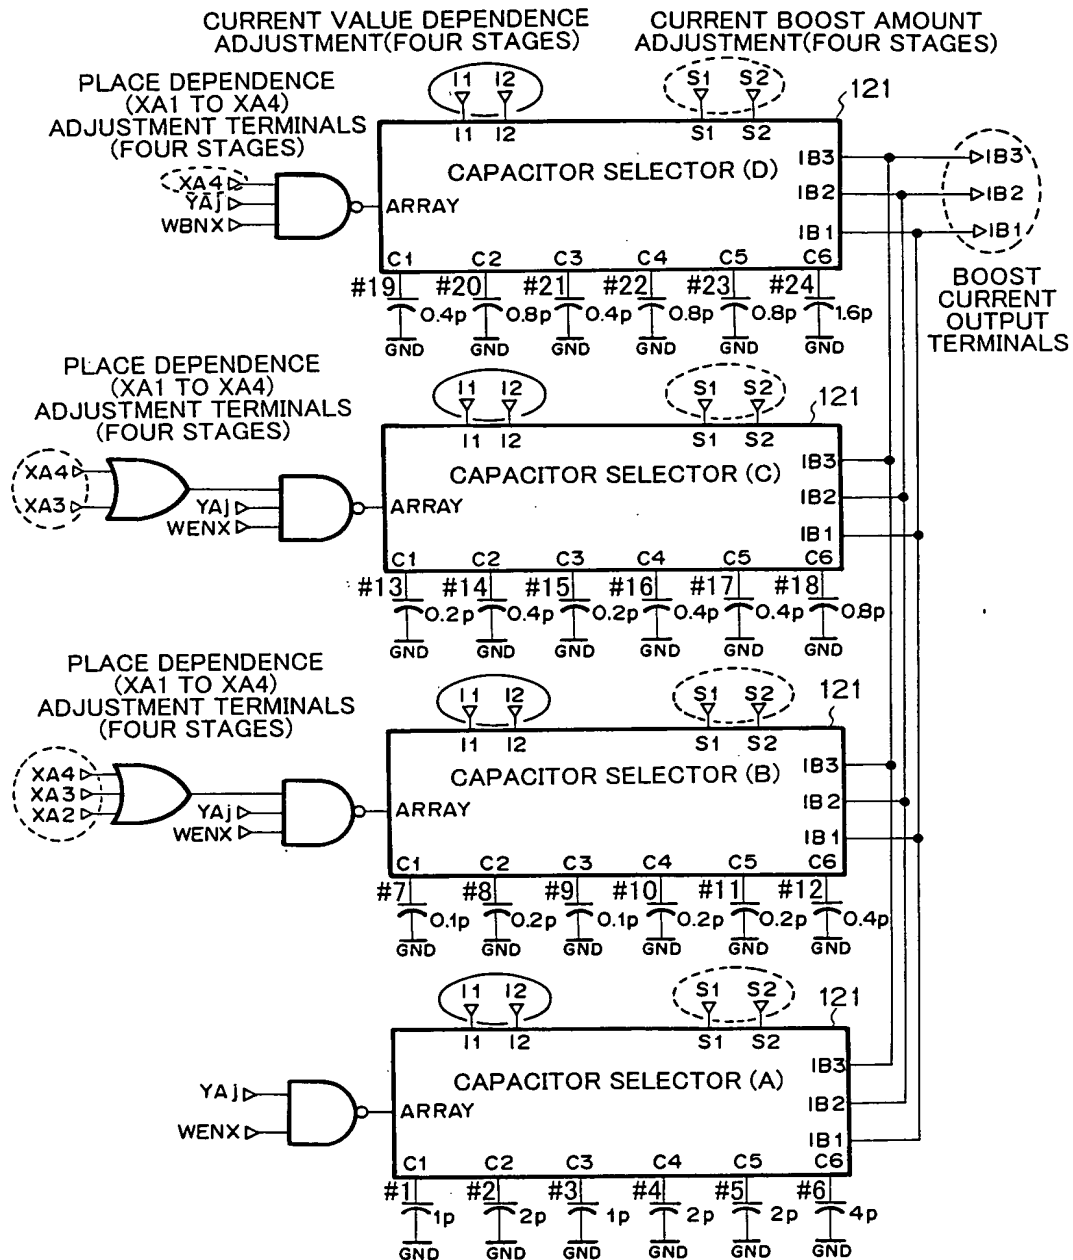 CURRENT VALUE DEPENDENCE
ADJUSTMENT(FOUR STAGES)
CURRENT BOOST AMOUNT
ADJUSTMENT(FOUR STAGES)
PLACE DEPENDENCE
(XA1 TO XA4)
ADJUSTMENT TERMINALS
(FOUR STAGES)
I1 I2
S1 S2
121
I1 I2
S1 S2
CAPACITOR SELECTOR (D)
XA4
YAj
WBNX
ARRAY
IB3
IB2
IB1
IB3
IB2
IB1
BOOST
CURRENT
OUTPUT
TERMINALS
C1 C2 C3 C4 C5 C6
#19 #20 #21 #22 #23 #24
0.4p 0.8p 0.4p 0.8p 0.8p 1.6p
GND GND GND GND GND GND
PLACE DEPENDENCE
(XA1 TO XA4)
ADJUSTMENT TERMINALS
(FOUR STAGES)
I1 I2
S1 S2
121
I1 I2
S1 S2
CAPACITOR SELECTOR (C)
XA4
XA3
YAj
WENX
ARRAY
IB3
IB2
IB1
C1 C2 C3 C4 C5 C6
#13 #14 #15 #16 #17 #18
0.2p 0.4p 0.2p 0.4p 0.4p 0.8p
GND GND GND GND GND GND
PLACE DEPENDENCE
(XA1 TO XA4)
ADJUSTMENT TERMINALS
(FOUR STAGES)
I1 I2
S1 S2
121
I1 I2
S1 S2
CAPACITOR SELECTOR (B)
XA4
XA3
XA2
YAj
WENX
ARRAY
IB3
IB2
IB1
C1 C2 C3 C4 C5 C6
#7 #8 #9 #10 #11 #12
0.1p 0.2p 0.1p 0.2p 0.2p 0.4p
GND GND GND GND GND GND
I1 I2
S1 S2
121
I1 I2
S1 S2
CAPACITOR SELECTOR (A)
YAj
WENX
ARRAY
IB3
IB2
IB1
C1 C2 C3 C4 C5 C6
#1 #2 #3 #4 #5 #6
1p 2p 1p 2p 2p 4p
GND GND GND GND GND GND